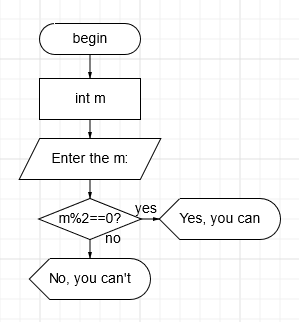 begin
int m
Enter the m:
m%2==0?
yes
Yes, you can
no
No, you can't